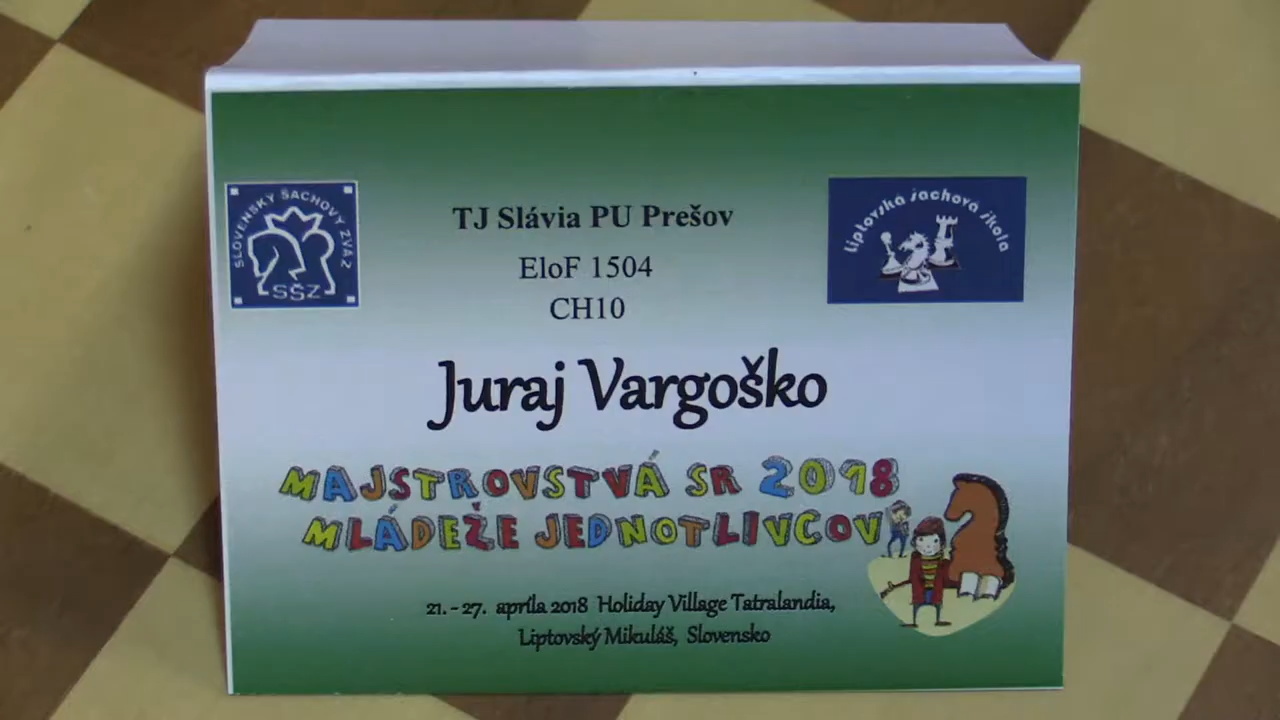 SLOVENSKÝ ŠACHOVÝ ZVÄZ
SŠZ
TJ Slávia PU Prešov
EloF 1504
CH10
Liptovská šachová škola
Juraj Vargoško
MAJSTROVSTVÁ SR 2018
MLÁDEŽE JEDNOTLIVCOV
21. - 27. apríla 2018 Holiday Village Tatralandia,
Liptovský Mikuláš, Slovensko